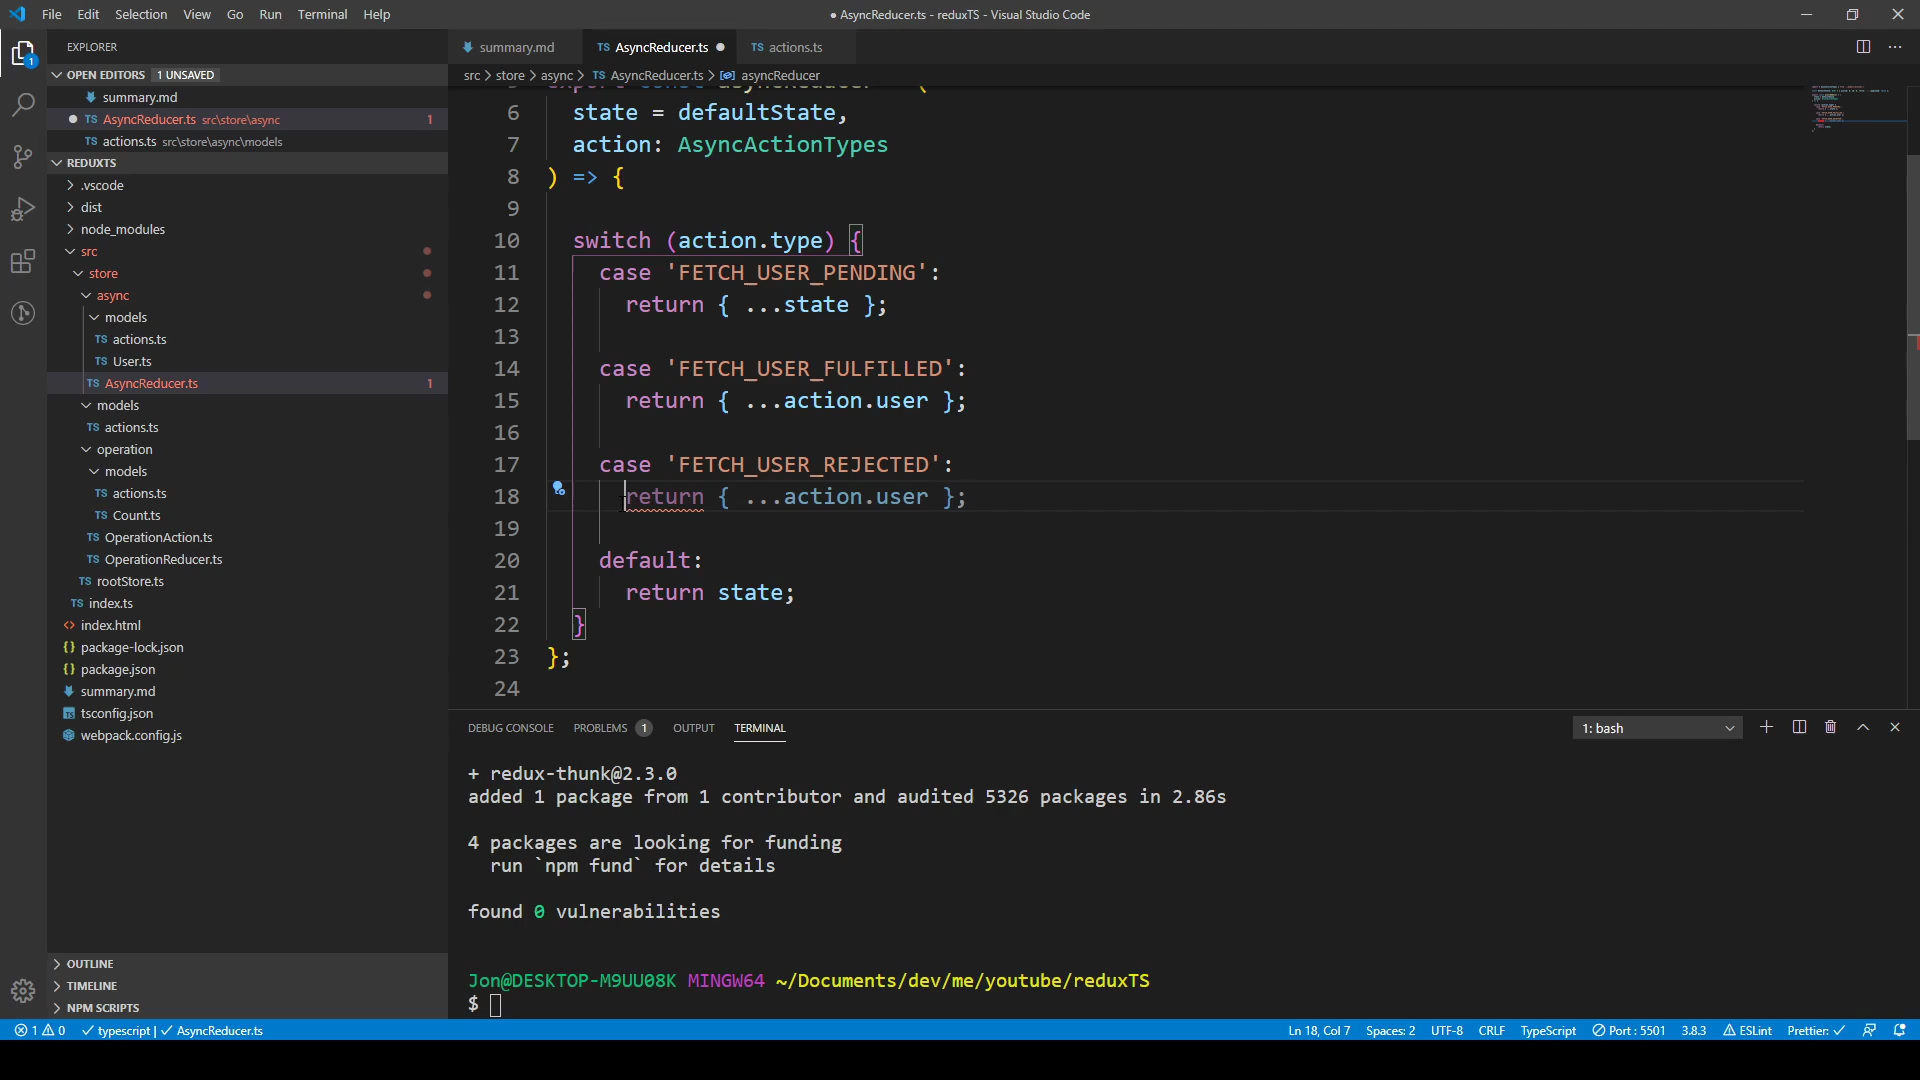 File Edit Selection View Go Run Terminal Help
● AsyncReducer.ts - reduxTS - Visual Studio Code
EXPLORER
OPEN EDITORS 1 UNSAVED
summary.md
AsyncReducer.ts src\store\async 1
actions.ts src\store\async\models
REDUXTS
.vscode
dist
node_modules
src
store
async
models
actions.ts
User.ts
AsyncReducer.ts 1
models
actions.ts
operation
models
actions.ts
Count.ts
OperationAction.ts
OperationReducer.ts
rootStore.ts
index.ts
index.html
package-lock.json
package.json
summary.md
tsconfig.json
webpack.config.js
OUTLINE
TIMELINE
NPM SCRIPTS
summary.md
TS AsyncReducer.ts ●
TS actions.ts
src > store > async > TS AsyncReducer.ts > asyncReducer
5 export const asyncReducer = (
6 state = defaultState,
7 action: AsyncActionTypes
8 ) => {
9
10 switch (action.type) {
11 case 'FETCH_USER_PENDING':
12 return { ...state };
13
14 case 'FETCH_USER_FULFILLED':
15 return { ...action.user };
16
17 case 'FETCH_USER_REJECTED':
18 return { ...action.user };
19
20 default:
21 return state;
22 }
23 };
24
DEBUG CONSOLE PROBLEMS 1 OUTPUT TERMINAL
1: bash
+ redux-thunk@2.3.0
added 1 package from 1 contributor and audited 5326 packages in 2.86s
4 packages are looking for funding
run `npm fund` for details
found 0 vulnerabilities
Jon@DESKTOP-M9UU08K MINGW64 ~/Documents/dev/me/youtube/reduxTS
$
1 0 typescript | AsyncReducer.ts
Ln 18, Col 7 Spaces: 2 UTF-8 CRLF TypeScript Port : 5501 3.8.3 ESLint Prettier: ✓